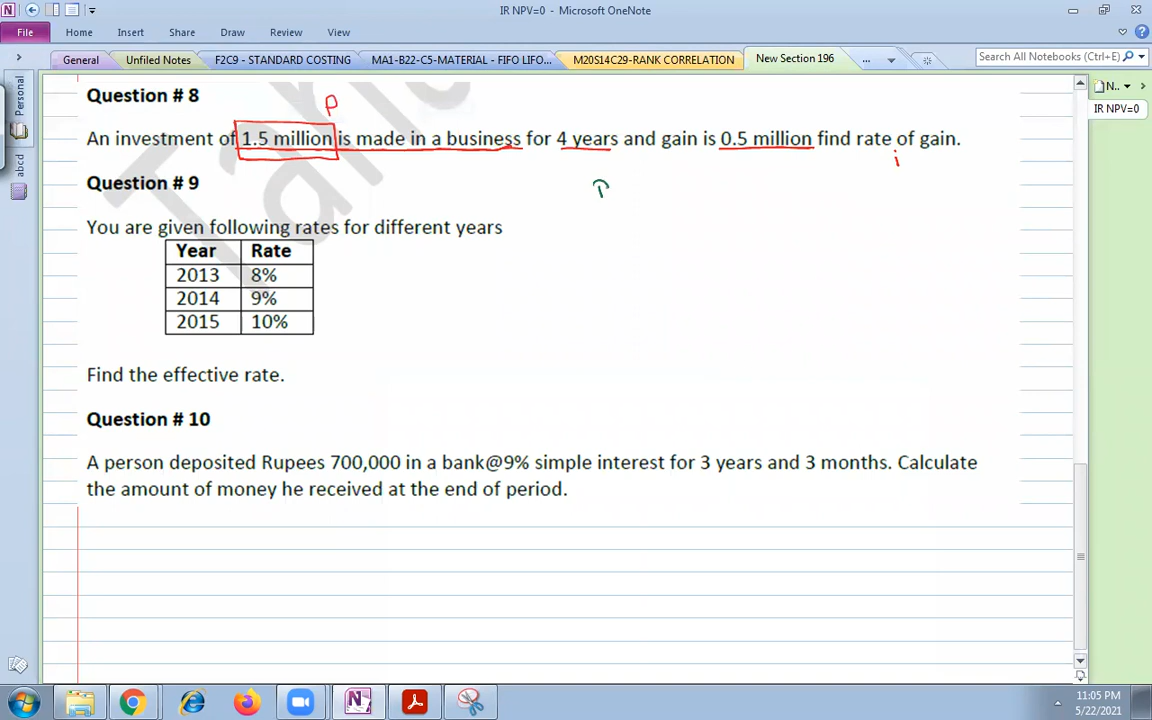 IR NPV=0 - Microsoft OneNote
File Home Insert Share Draw Review View
General Unfiled Notes F2C9 - STANDARD COSTING MA1-B22-C5-MATERIAL - FIFO LIFO... M20S14C29-RANK CORRELATION New Section 196 ... Search All Notebooks (Ctrl+E)
Personal
abcd
N..
IR NPV=0
Question # 8
P
An investment of 1.5 million is made in a business for 4 years and gain is 0.5 million find rate of gain.
i
Question # 9
You are given following rates for different years
Year Rate
2013 8%
2014 9%
2015 10%
Find the effective rate.
Question # 10
A person deposited Rupees 700,000 in a bank@9% simple interest for 3 years and 3 months. Calculate
the amount of money he received at the end of period.
11:05 PM
5/22/2021